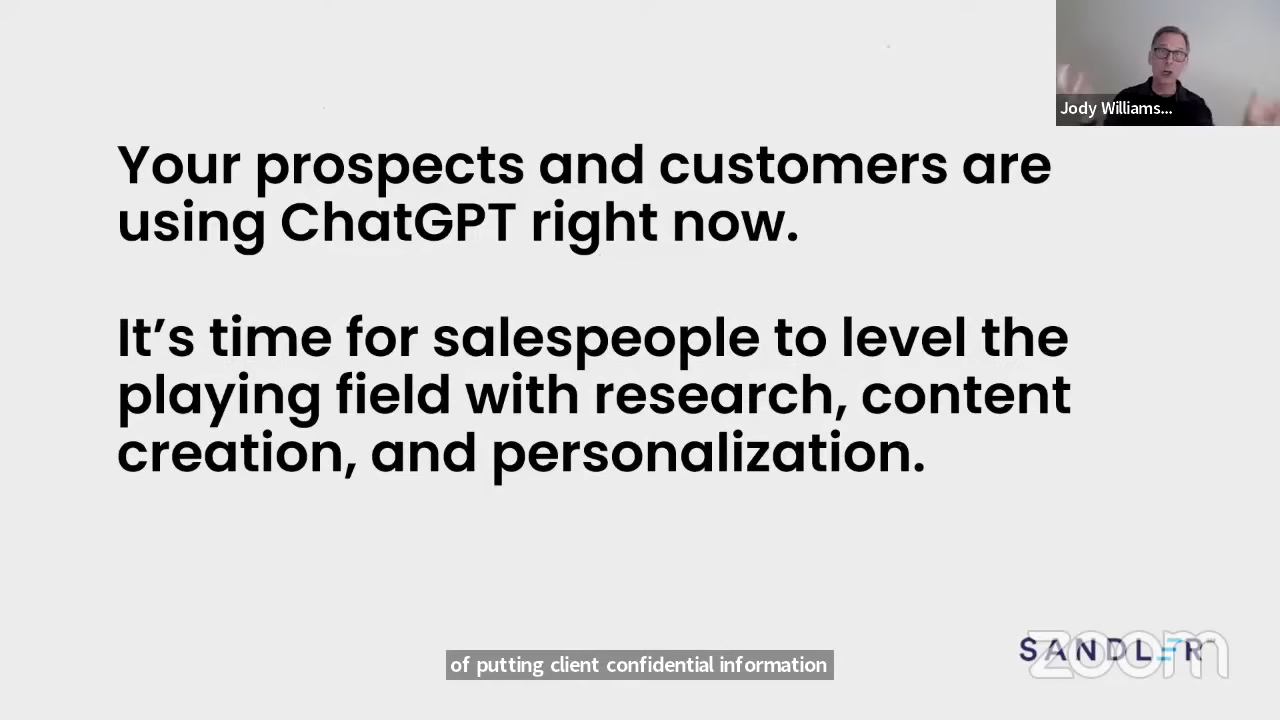 Jody Williams...
Your prospects and customers are
using ChatGPT right now.
It’s time for salespeople to level the
playing field with research, content
creation, and personalization.
SANDLER
zoom
of putting client confidential information